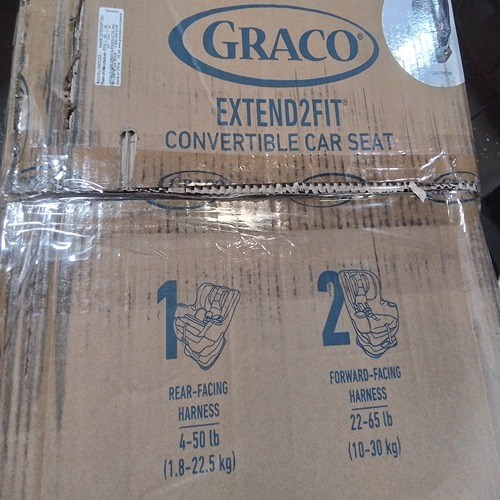 GRACO®
EXTEND2FIT®
CONVERTIBLE CAR SEAT
1
REAR-FACING
HARNESS
4-50 lb
(1.8-22.5 kg)
2
FORWARD-FACING
HARNESS
22-65 lb
(10-30 kg)